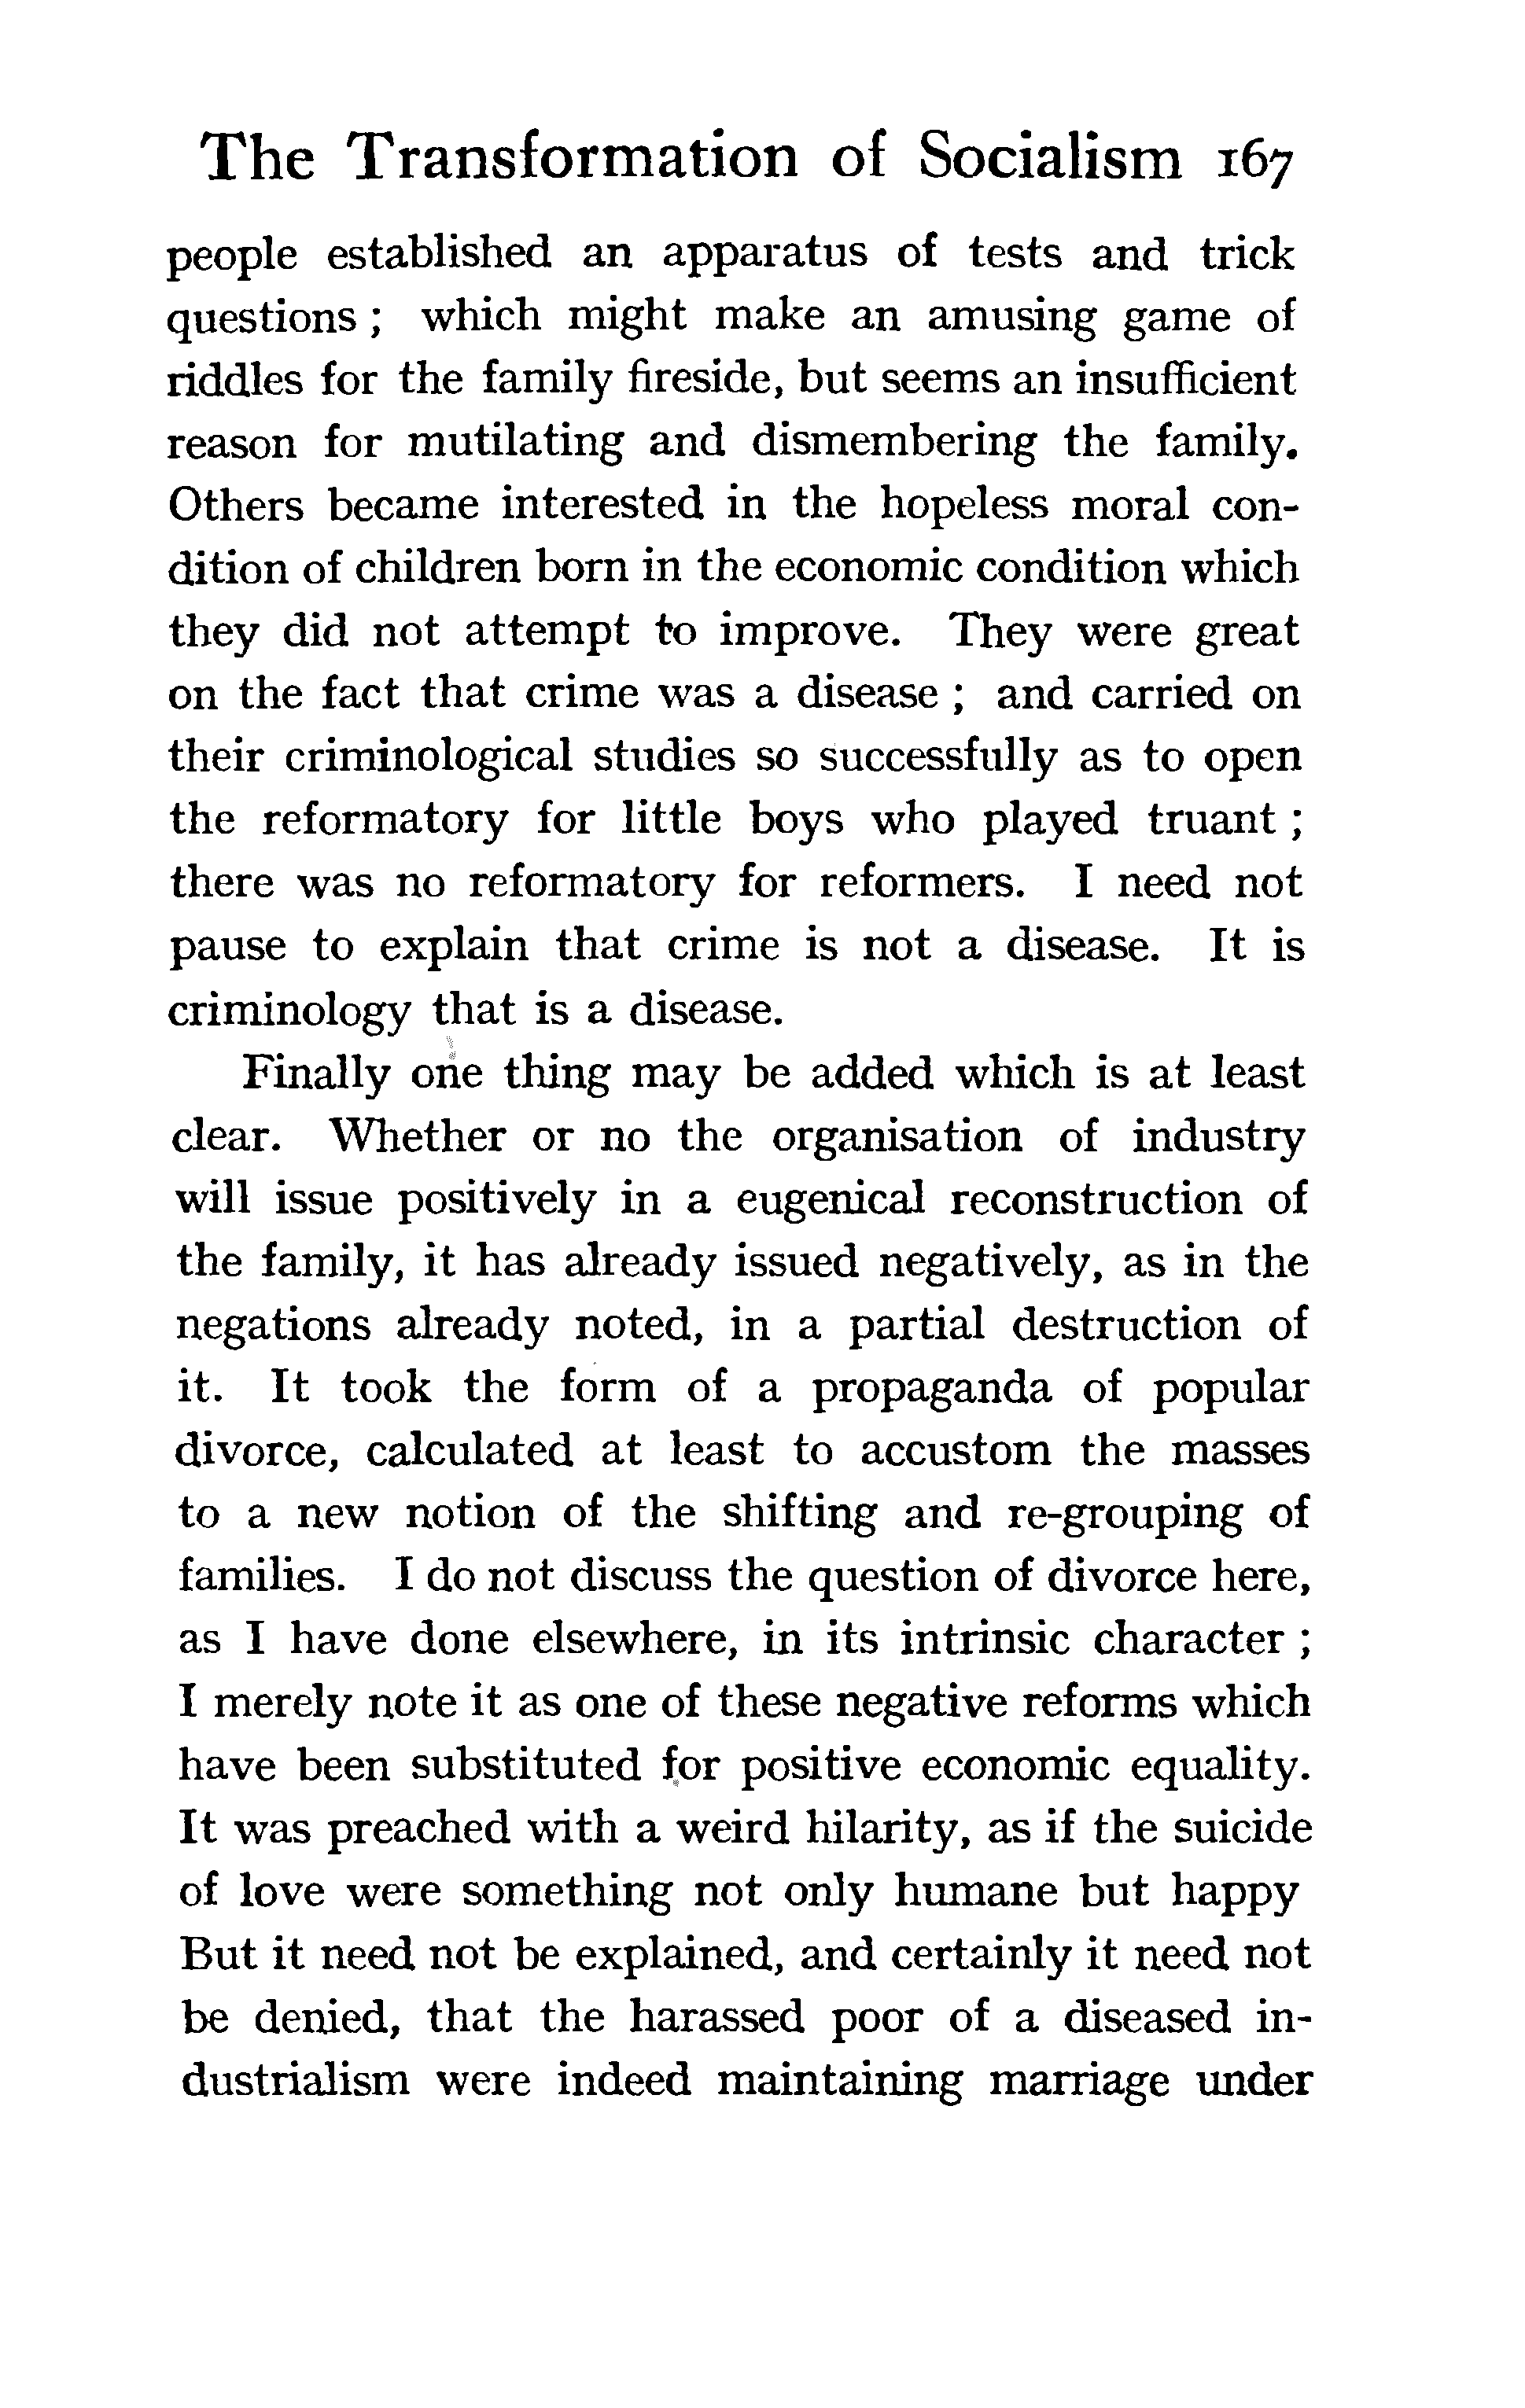 The Transformation of Socialism 167
people established an apparatus of tests and trick
questions ; which might make an amusing game of
riddles for the family fireside, but seems an insufficient
reason for mutilating and dismembering the family.
Others became interested in the hopeless moral con-
dition of children born in the economic condition which
they did not attempt to improve. They were great
on the fact that crime was a disease ; and carried on
their criminological studies so successfully as to open
the reformatory for little boys who played truant ;
there was no reformatory for reformers. I need not
pause to explain that crime is not a disease. It is
criminology that is a disease.
Finally one thing may be added which is at least
clear. Whether or no the organisation of industry
will issue positively in a eugenical reconstruction of
the family, it has already issued negatively, as in the
negations already noted, in a partial destruction of
it. It took the form of a propaganda of popular
divorce, calculated at least to accustom the masses
to a new notion of the shifting and re-grouping of
families. I do not discuss the question of divorce here,
as I have done elsewhere, in its intrinsic character ;
I merely note it as one of these negative reforms which
have been substituted for positive economic equality.
It was preached with a weird hilarity, as if the suicide
of love were something not only humane but happy
But it need not be explained, and certainly it need not
be denied, that the harassed poor of a diseased in-
dustrialism were indeed maintaining marriage under